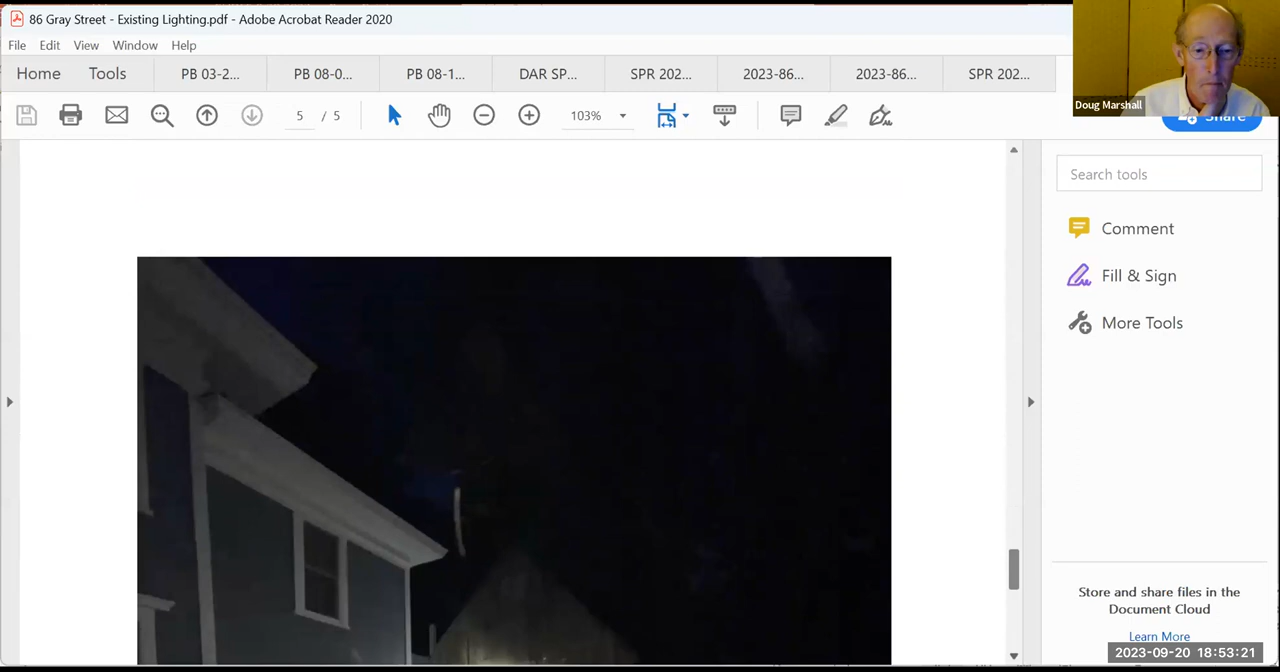 86 Gray Street - Existing Lighting.pdf - Adobe Acrobat Reader 2020
File Edit View Window Help
Home Tools PB 03-2... PB 08-0... PB 08-1... DAR SP... SPR 202... 2023-86... 2023-86... SPR 202...
5 / 5 103%
Doug Marshall
Share
Search tools
Comment
Fill & Sign
More Tools
Store and share files in the
Document Cloud
Learn More
2023-09-20 18:53:21